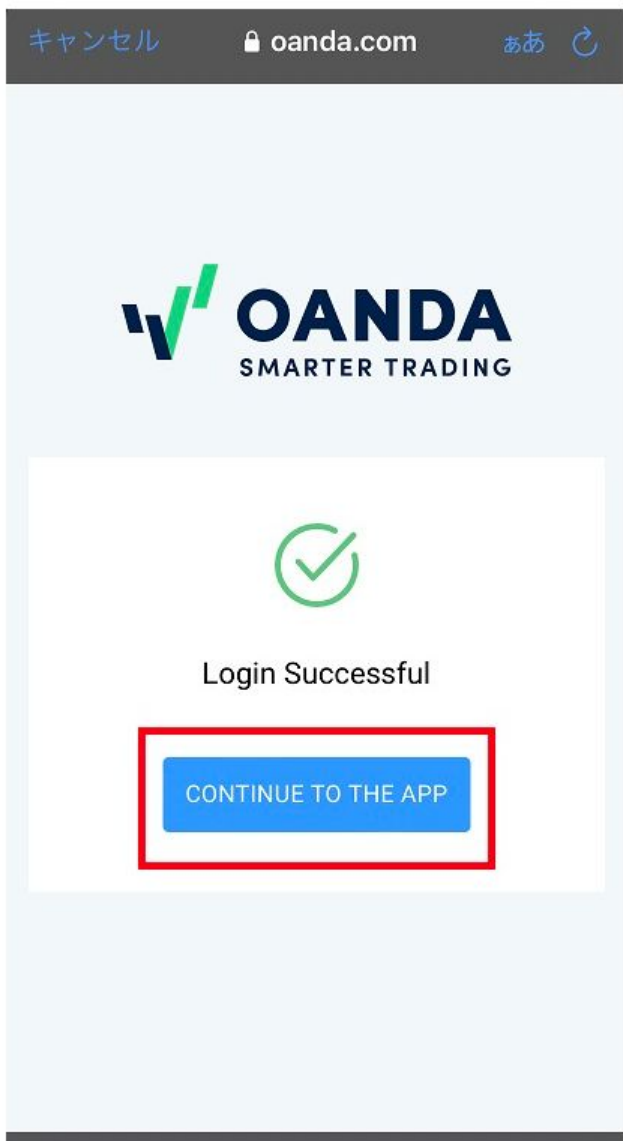 キャンセル
oanda.com
ぁあ
OANDA
SMARTER TRADING
Login Successful
CONTINUE TO THE APP